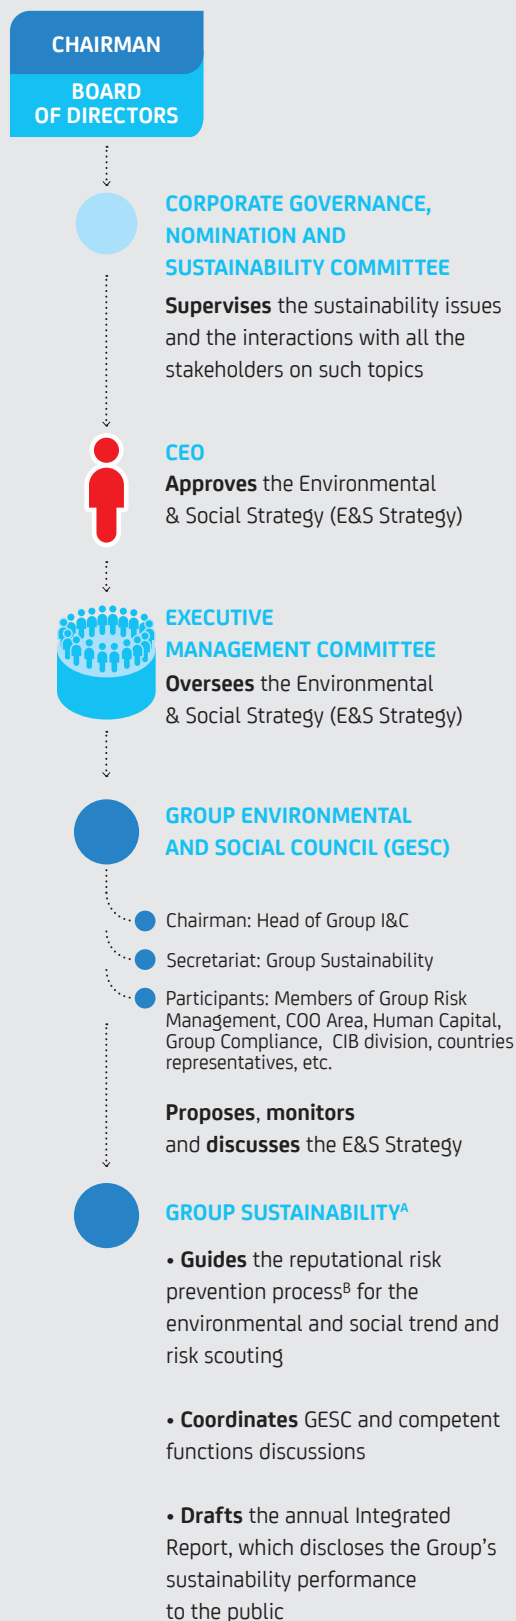 CHAIRMAN
BOARD
OF DIRECTORS
CORPORATE GOVERNANCE,
NOMINATION AND
SUSTAINABILITY COMMITTEE
Supervises the sustainability issues
and the interactions with all the
stakeholders on such topics
CEO
Approves the Environmental
& Social Strategy (E&S Strategy)
EXECUTIVE
MANAGEMENT COMMITTEE
Oversees the Environmental
& Social Strategy (E&S Strategy)
GROUP ENVIRONMENTAL
AND SOCIAL COUNCIL (GESC)
Chairman: Head of Group I&C
Secretariat: Group Sustainability
Participants: Members of Group Risk
Management, COO Area, Human Capital,
Group Compliance, CIB division, countries
representatives, etc.
Proposes, monitors
and discusses the E&S Strategy
GROUP SUSTAINABILITYᴬ
• Guides the reputational risk
prevention processᴮ for the
environmental and social trend and
risk scouting
• Coordinates GESC and competent
functions discussions
• Drafts the annual Integrated
Report, which discloses the Group’s
sustainability performance
to the public